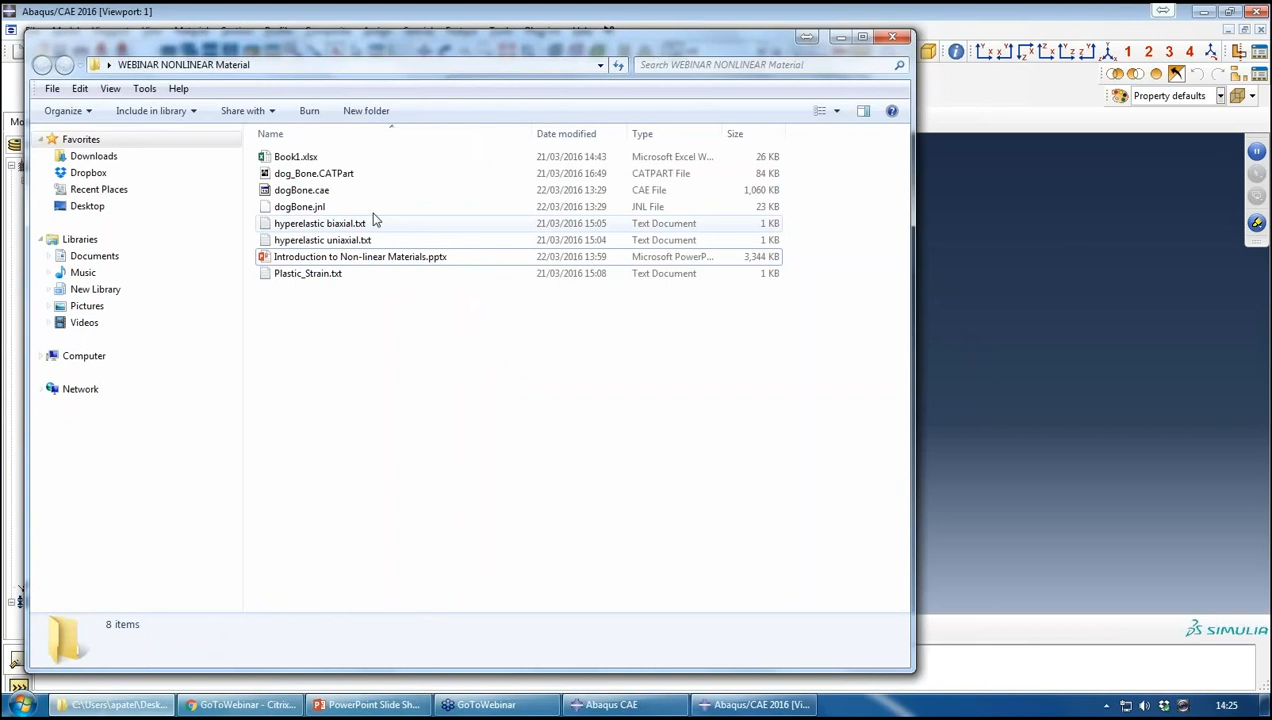 Abaqus/CAE 2016 [Viewport: 1]
WEBINAR NONLINEAR Material
Search WEBINAR NONLINEAR Material
File Edit View Tools Help
Organize Include in library Share with Burn New folder
Name Date modified Type Size
Favorites
Downloads
Dropbox
Recent Places
Desktop
Libraries
Documents
Music
New Library
Pictures
Videos
Computer
Network
Book1.xlsx 21/03/2016 14:43 Microsoft Excel W... 26 KB
dog_Bone.CATPart 21/03/2016 16:49 CATPART File 84 KB
dogBone.cae 22/03/2016 13:29 CAE File 1,060 KB
dogBone.jnl 22/03/2016 13:29 JNL File 23 KB
hyperelastic biaxial.txt 21/03/2016 15:05 Text Document 1 KB
hyperelastic uniaxial.txt 21/03/2016 15:04 Text Document 1 KB
Introduction to Non-linear Materials.pptx 22/03/2016 13:59 Microsoft PowerP... 3,344 KB
Plastic_Strain.txt 21/03/2016 15:08 Text Document 1 KB
8 items
1 2 3 4
Property defaults
SIMULIA
C:\Users\apatel\Desk... GoToWebinar - Citrix... PowerPoint Slide Sh... GoToWebinar Abaqus CAE Abaqus/CAE 2016 [Vi... 14:25